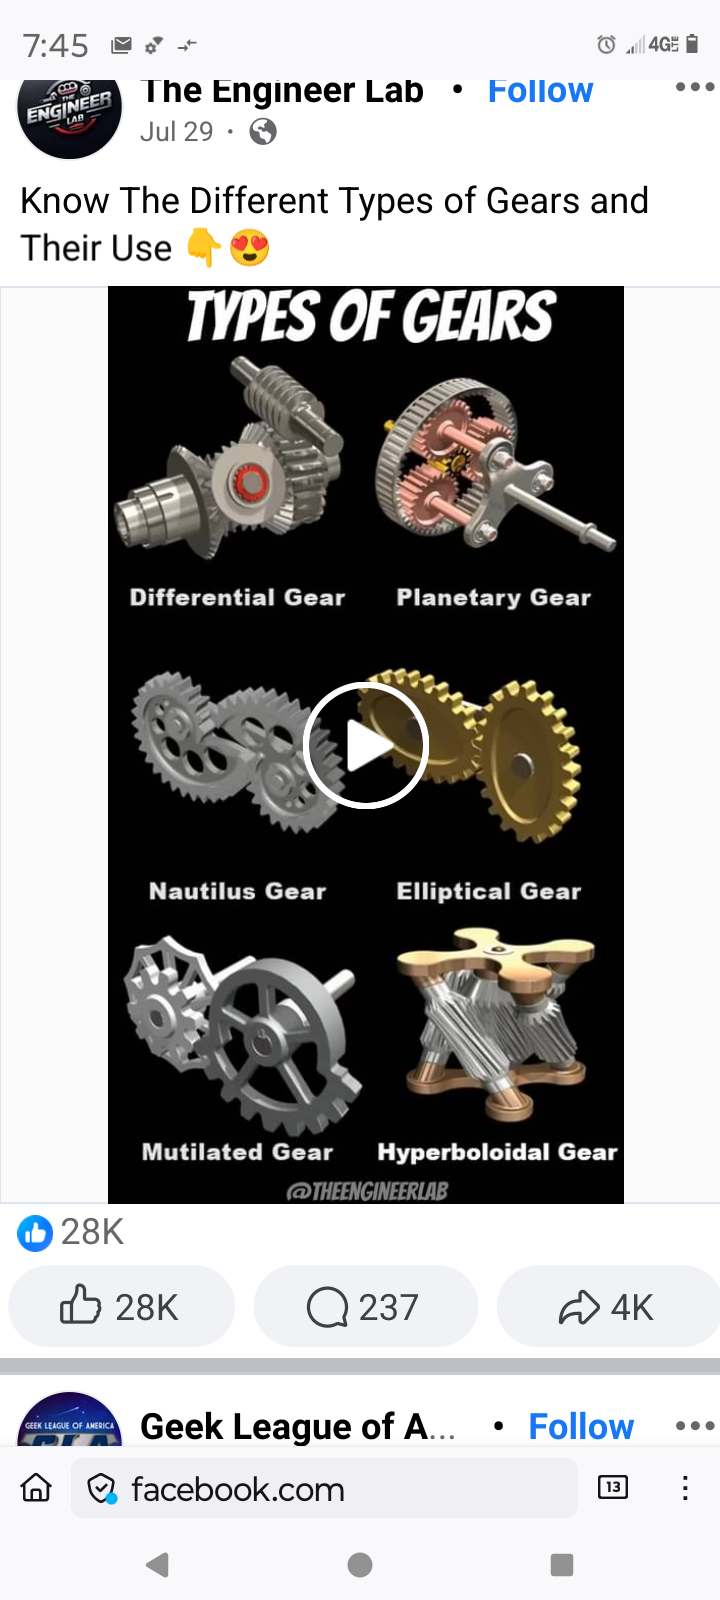 7:45
4G LTE
THE
ENGINEER
LAB
The Engineer Lab • Follow
Jul 29 ·
Know The Different Types of Gears and
Their Use 👇😍
TYPES OF GEARS
Differential Gear
Planetary Gear
Nautilus Gear
Elliptical Gear
Mutilated Gear
Hyperboloidal Gear
@THEENGINEERLAB
28K
28K
237
4K
GEEK LEAGUE OF AMERICA
GLA
Geek League of A... • Follow
facebook.com
13